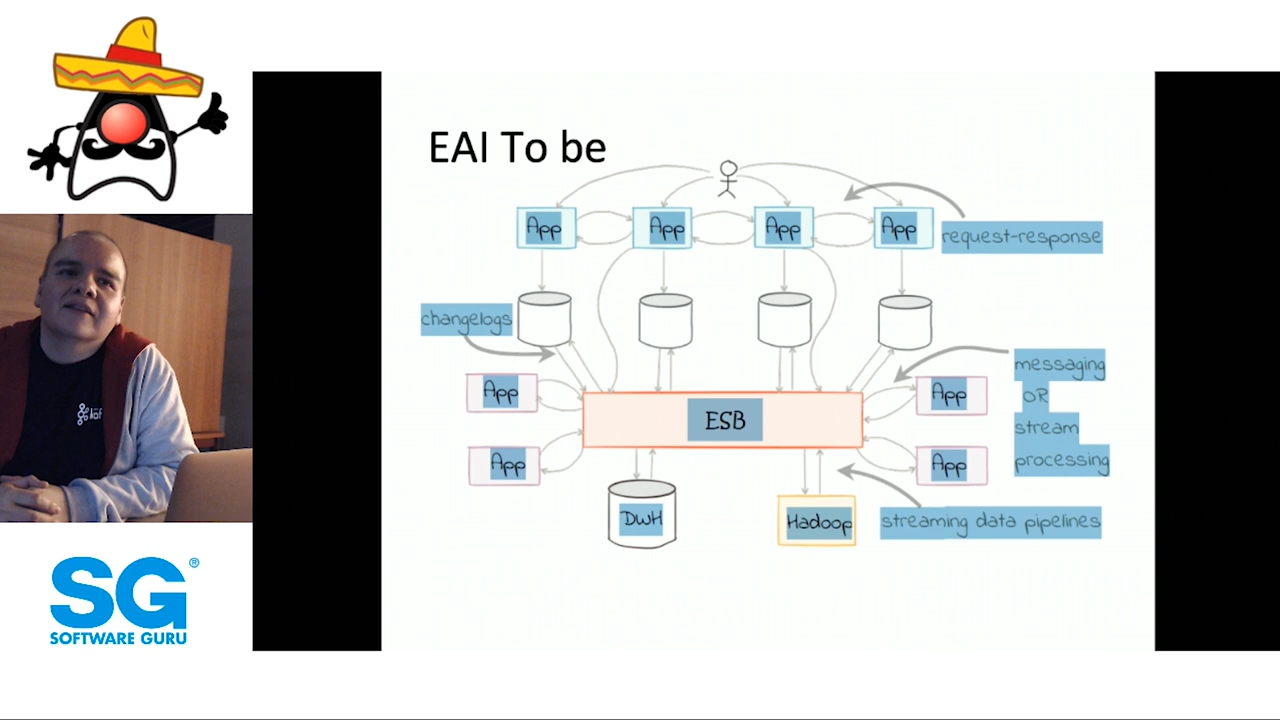 EAI To be
App
App
App
App
request-response
changelogs
messaging
OR
stream
processing
App
App
ESB
App
App
DWH
Hadoop
streaming data pipelines
SG®
SOFTWARE GURU